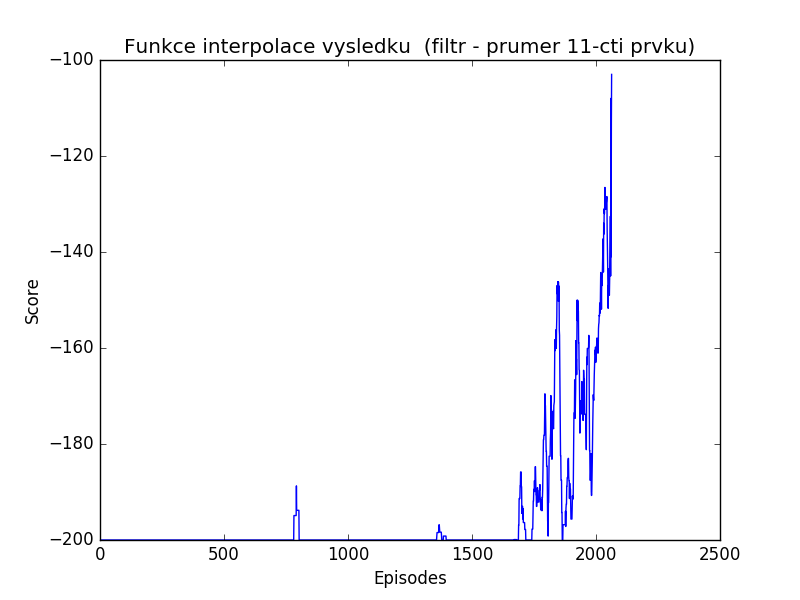 Funkce interpolace vysledku  (filtr - prumer 11-cti prvku)
−100
−120
−140
−160
−180
−200
Score
0 500 1000 1500 2000 2500
Episodes